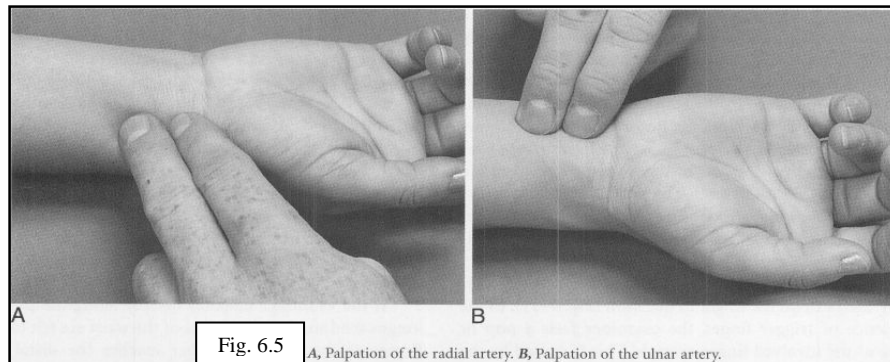 A
B
Fig. 6.5
A, Palpation of the radial artery. B, Palpation of the ulnar artery.